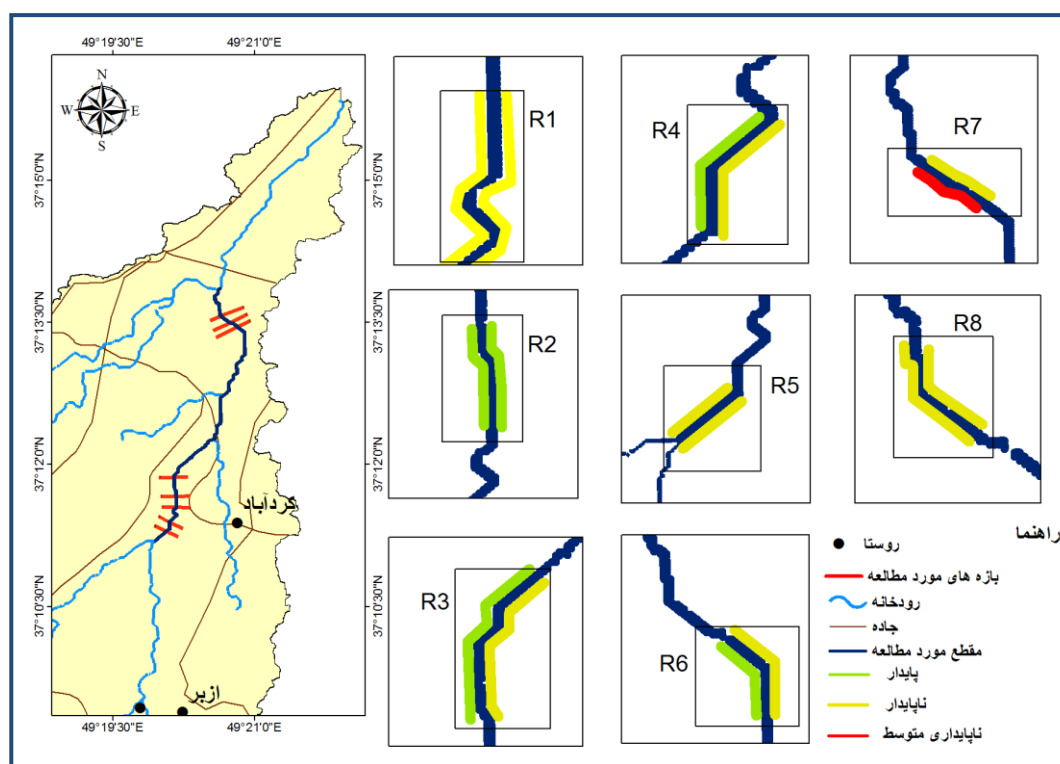 49°19'30"E
49°21'0"E
N
W
E
S
37°15'0"N
37°13'30"N
37°12'0"N
37°10'30"N
گردآباد
ازبر
49°19'30"E
49°21'0"E
37°15'0"N
37°13'30"N
37°12'0"N
37°10'30"N
R1
R2
R3
R4
R5
R6
R7
R8
راهنما
روستا
بازه های مورد مطالعه
رودخانه
جاده
مقطع مورد مطالعه
پایدار
ناپایدار
ناپایداری متوسط